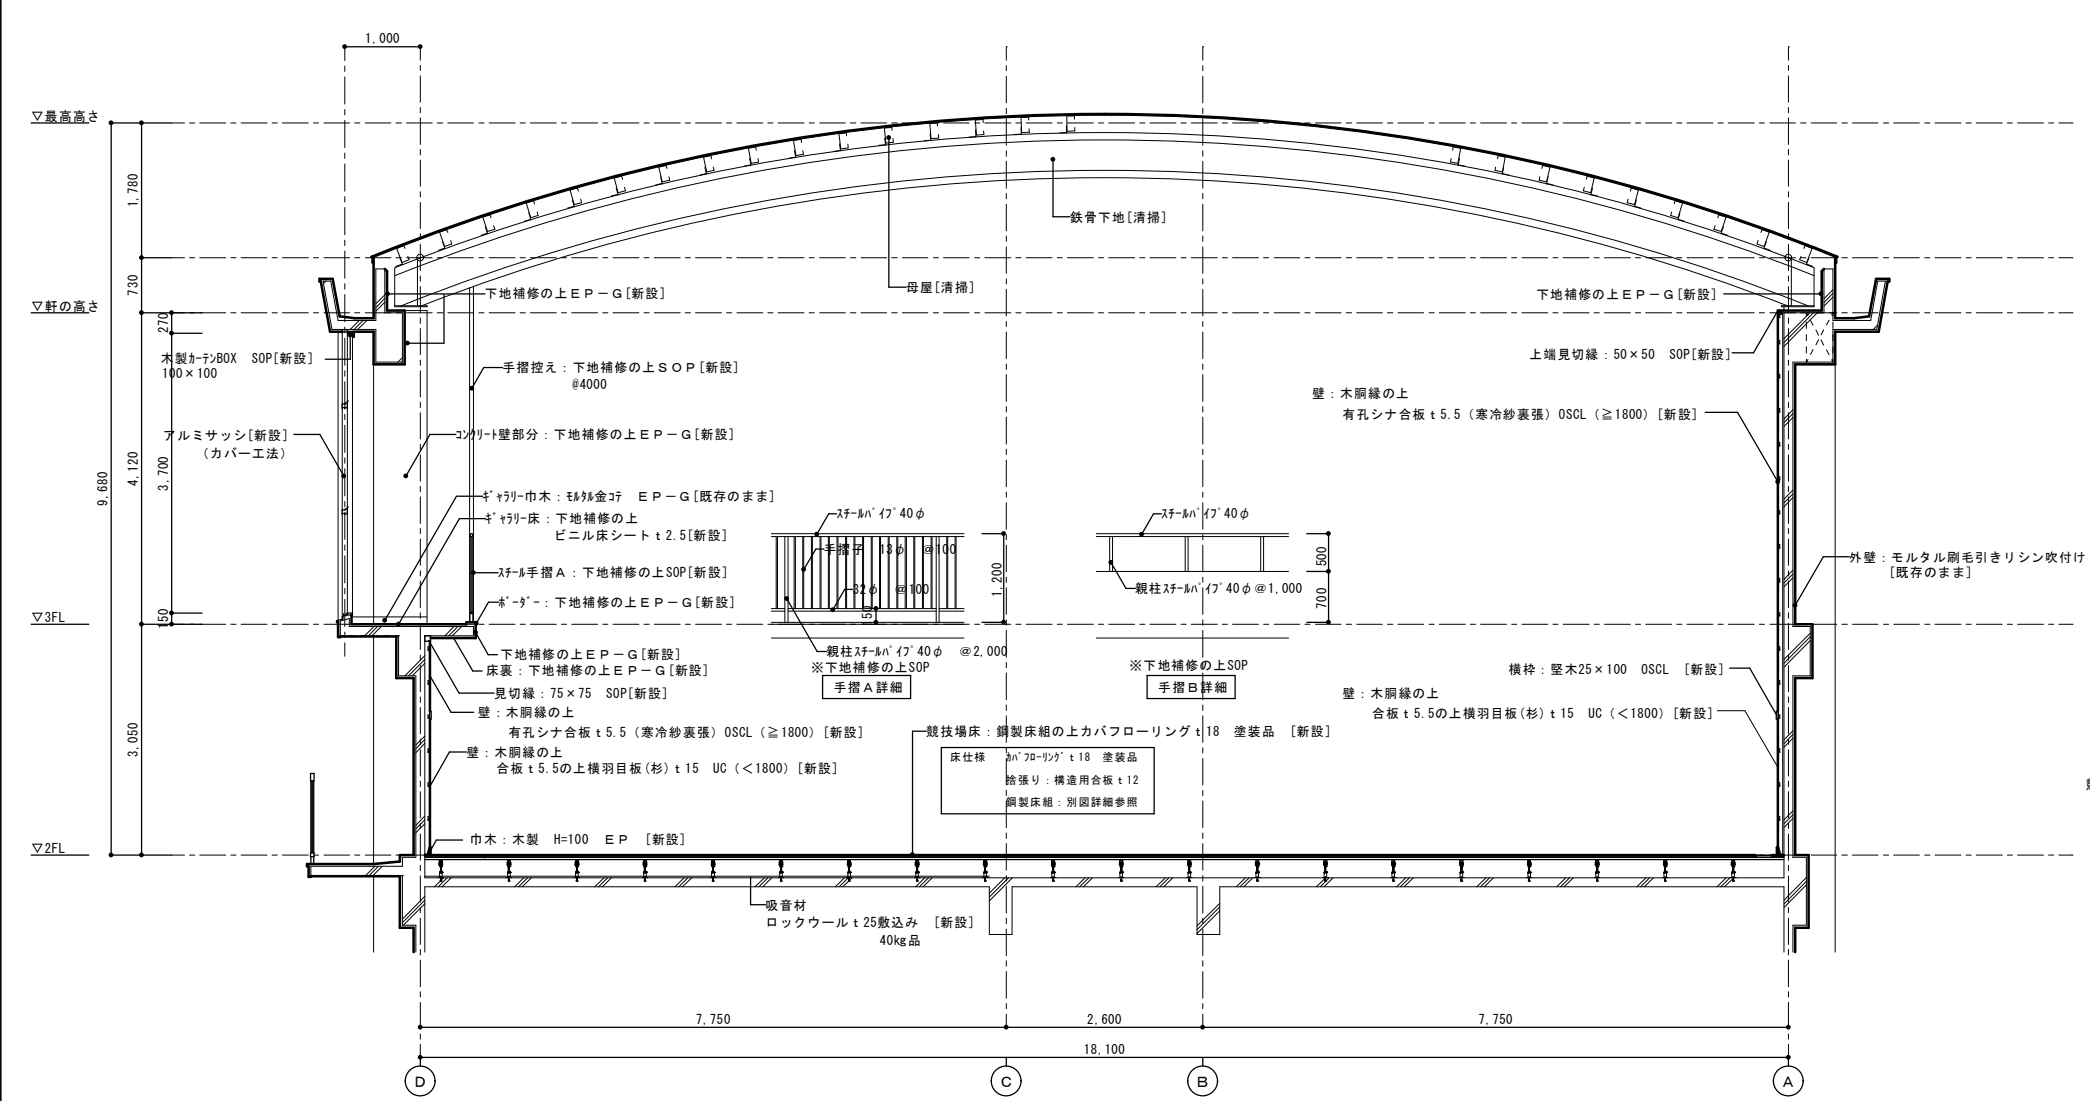 1,000
▽最高高さ
1,780
鉄骨下地[清掃]
730
母屋[清掃]
下地補修の上EP－G[新設]
下地補修の上EP－G[新設]
▽軒の高さ
270
木製カーテンBOX SOP[新設]
100×100
手摺控え：下地補修の上SOP[新設]
@4000
上端見切縁：50×50 SOP[新設]
壁：木胴縁の上
有孔シナ合板ｔ5.5（寒冷紗裏張）OSCL（≧1800）[新設]
アルミサッシ[新設]
（カバー工法）
コンクリート壁部分：下地補修の上EP－G[新設]
9,680
4,120
3,700
ギャラリー巾木：モルタル金コテ EP－G[既存のまま]
ギャラリー床：下地補修の上
ビニル床シートｔ2.5[新設]
スチール手摺A：下地補修の上SOP[新設]
ボーダー：下地補修の上EP－G[新設]
スチールパイプ40φ
手摺子 13φ @100
32φ @100
50
1,200
親柱スチールパイプ40φ @2,000
※下地補修の上SOP
手摺A詳細
スチールパイプ40φ
500
親柱スチールパイプ40φ@1,000
700
※下地補修の上SOP
手摺B詳細
外壁：モルタル刷毛引きリシン吹付け
[既存のまま]
150
▽3FL
下地補修の上EP－G[新設]
床裏：下地補修の上EP－G[新設]
見切縁：75×75 SOP[新設]
壁：木胴縁の上
有孔シナ合板ｔ5.5（寒冷紗裏張）OSCL（≧1800）[新設]
壁：木胴縁の上
合板ｔ5.5の上横羽目板(杉)ｔ15 UC（＜1800）[新設]
横枠：堅木25×100 OSCL [新設]
壁：木胴縁の上
合板ｔ5.5の上横羽目板(杉)ｔ15 UC（＜1800）[新設]
3,050
競技場床：鋼製床組の上カバフローリングｔ18 塗装品 [新設]
床仕様 カバフローリングｔ18 塗装品
捨張り：構造用合板ｔ12
鋼製床組：別図詳細参照
巾木：木製 H=100 EP [新設]
▽2FL
吸音材
ロックウールｔ25敷込み [新設]
40kg品
7,750
2,600
7,750
18,100
D
C
B
A